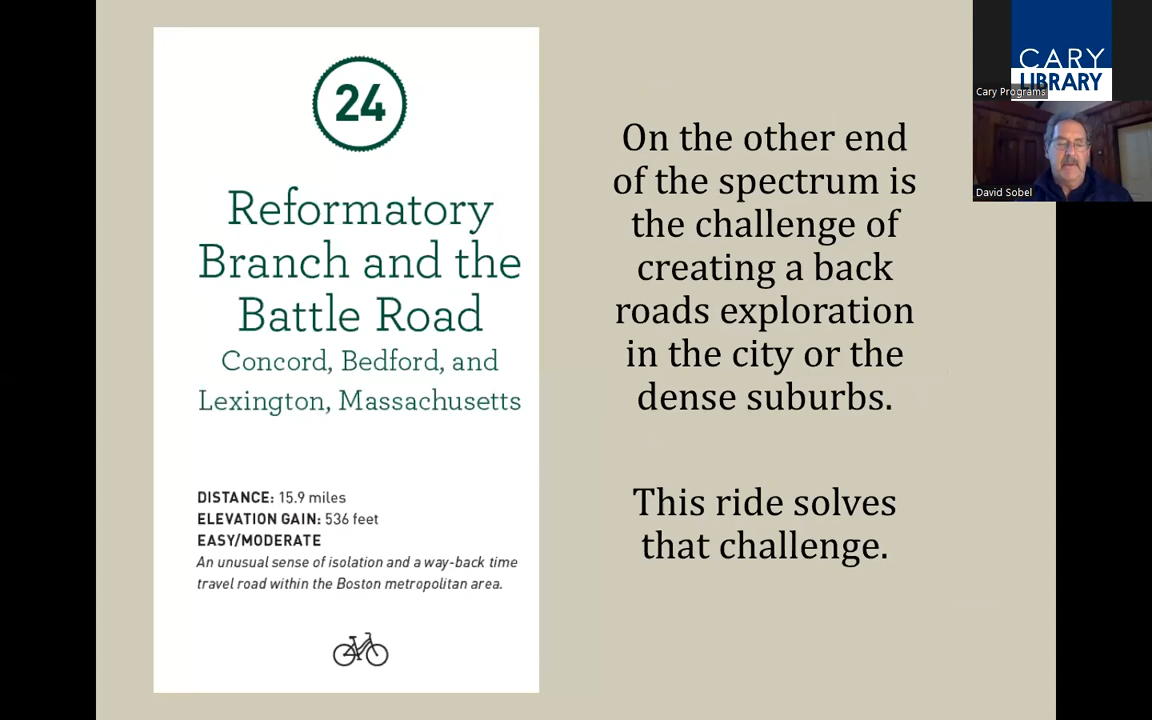 24
Reformatory
Branch and the
Battle Road
Concord, Bedford, and
Lexington, Massachusetts
DISTANCE: 15.9 miles
ELEVATION GAIN: 536 feet
EASY/MODERATE
An unusual sense of isolation and a way-back time
travel road within the Boston metropolitan area.
On the other end
of the spectrum is
the challenge of
creating a back
roads exploration
in the city or the
dense suburbs.
This ride solves
that challenge.
CARY
LIBRARY
Cary Programs
David Sobel